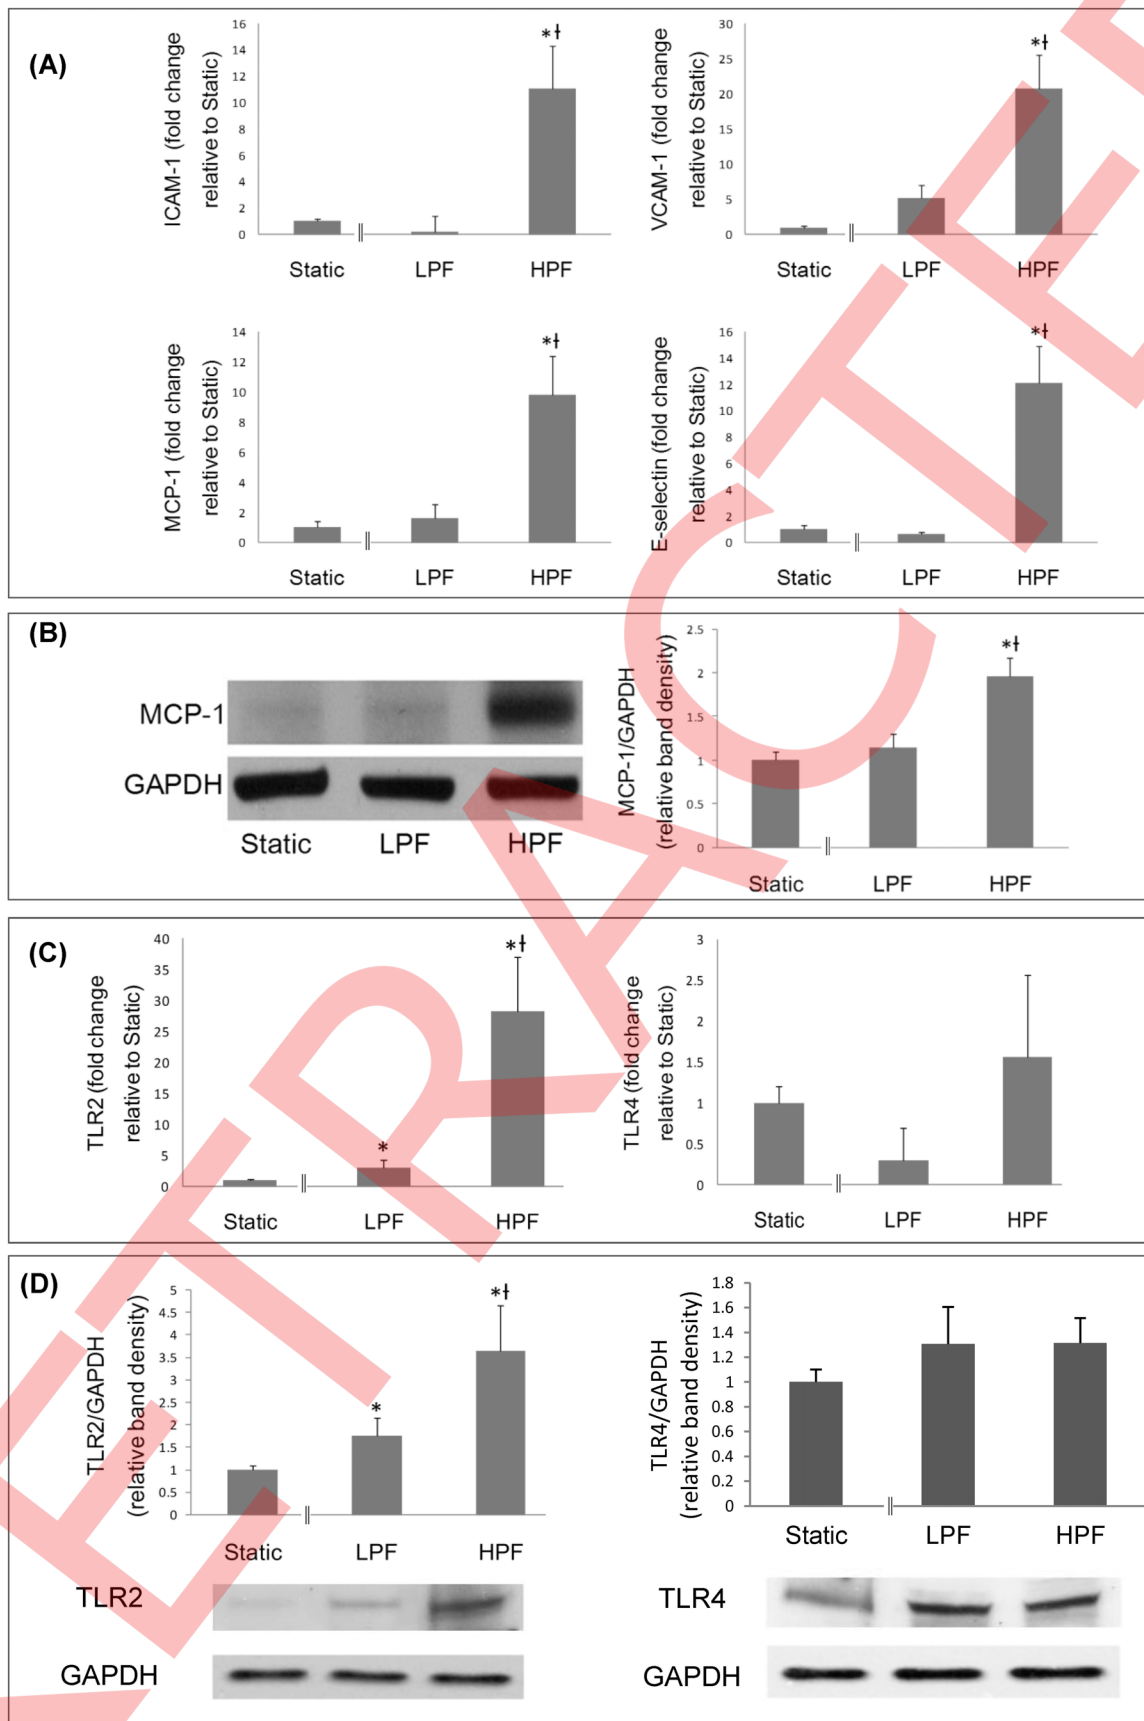 (A)
ICAM-1 (fold change
relative to Static)
16
14
12
10
8
6
4
2
0
*ƚ
Static LPF HPF
VCAM-1 (fold change
relative to Static)
30
25
20
15
10
5
0
*ƚ
Static LPF HPF
MCP-1 (fold change
relative to Static)
14
12
10
8
6
4
2
0
*ƚ
Static LPF HPF
E-selectin (fold change
relative to Static)
16
14
12
10
8
6
4
2
0
*ƚ
Static LPF HPF
(B)
MCP-1
GAPDH
Static LPF HPF
MCP-1/GAPDH
(relative band density)
2.5
2
1.5
1
0.5
0
*ƚ
Static LPF HPF
(C)
TLR2 (fold change
relative to Static)
40
35
30
25
20
15
10
5
0
*
*ƚ
Static LPF HPF
TLR4 (fold change
relative to Static)
3
2.5
2
1.5
1
0.5
0
Static LPF HPF
(D)
TLR2/GAPDH
(relative band density)
5
4.5
4
3.5
3
2.5
2
1.5
1
0.5
0
*
*ƚ
Static LPF HPF
TLR2
GAPDH
TLR4/GAPDH
(relative band density)
1.8
1.6
1.4
1.2
1
0.8
0.6
0.4
0.2
0
Static LPF HPF
TLR4
GAPDH